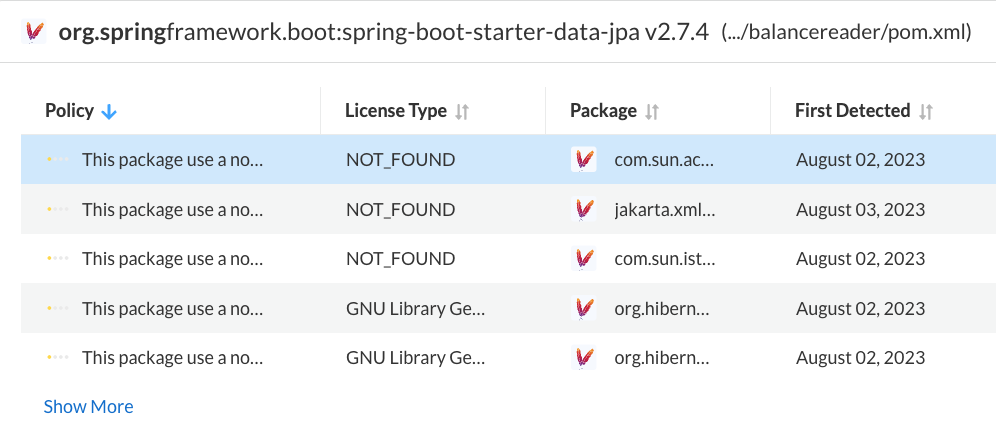 org.springframework.boot:spring-boot-starter-data-jpa v2.7.4 (.../balancereader/pom.xml)
Policy License Type Package First Detected
This package use a no... NOT_FOUND com.sun.ac... August 02, 2023
This package use a no... NOT_FOUND jakarta.xml... August 03, 2023
This package use a no... NOT_FOUND com.sun.ist... August 02, 2023
This package use a no... GNU Library Ge... org.hibern... August 02, 2023
This package use a no... GNU Library Ge... org.hibern... August 02, 2023
Show More